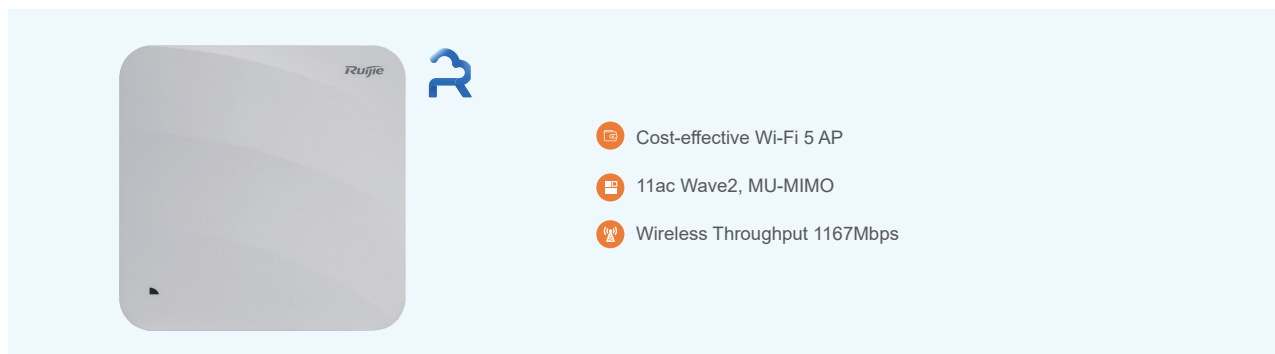 Ruijie
Cost-effective Wi-Fi 5 AP
11ac Wave2, MU-MIMO
Wireless Throughput 1167Mbps